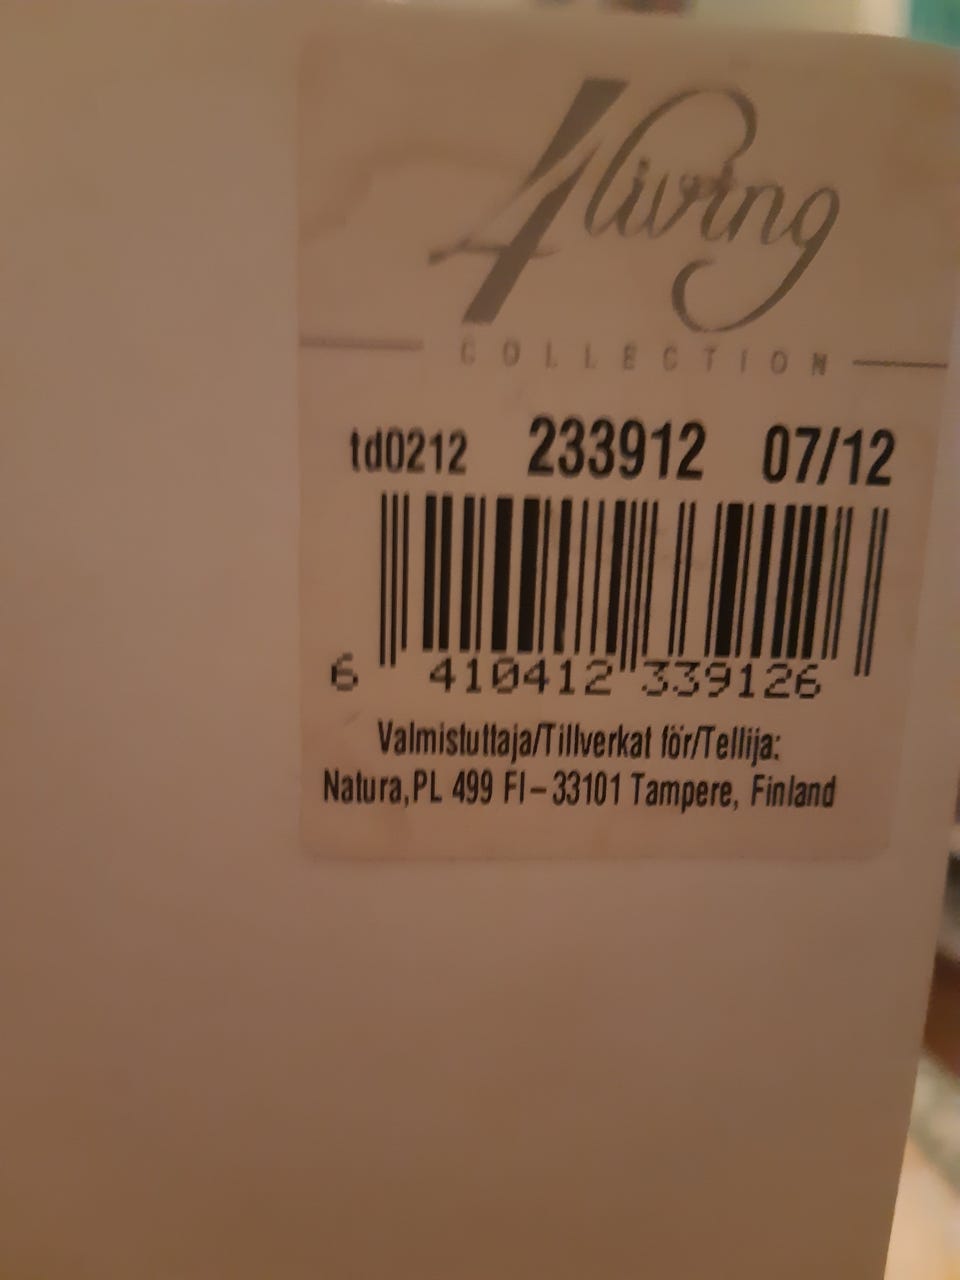 4living
COLLECTION
td0212 233912 07/12
6 410412 339126
Valmistuttaja/Tillverkat för/Tellija:
Natura,PL 499 FI-33101 Tampere, Finland